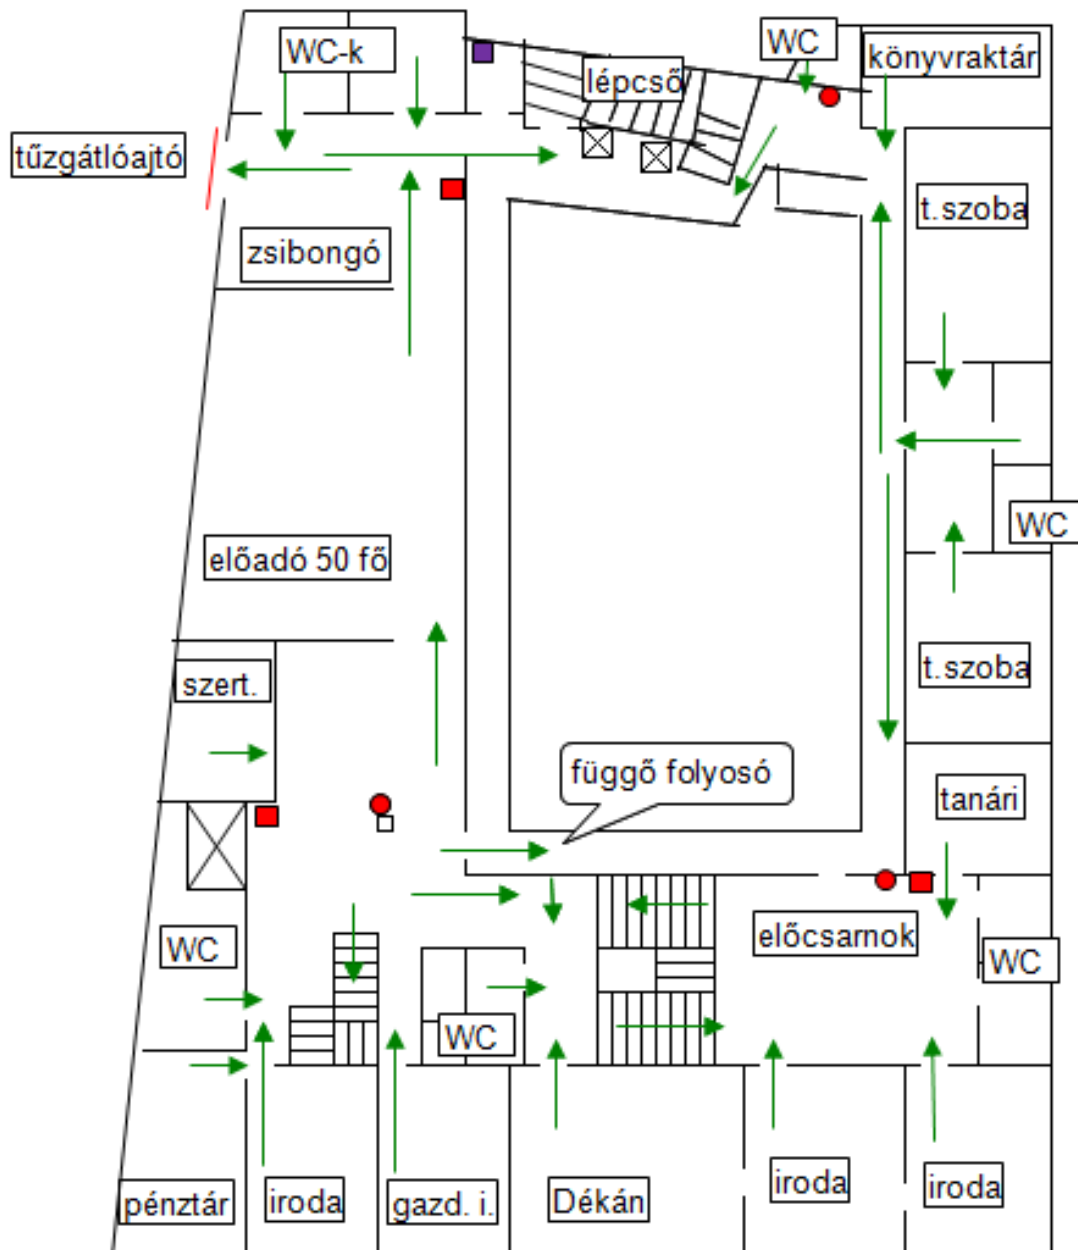 WC-k
WC
könyvraktár
lépcső
tűzgátlóajtó
t.szoba
zsibongó
WC
előadó 50 fő
t.szoba
szert.
függő folyosó
tanári
előcsarnok
WC
WC
WC
pénztár
iroda
gazd. i.
Dékán
iroda
iroda